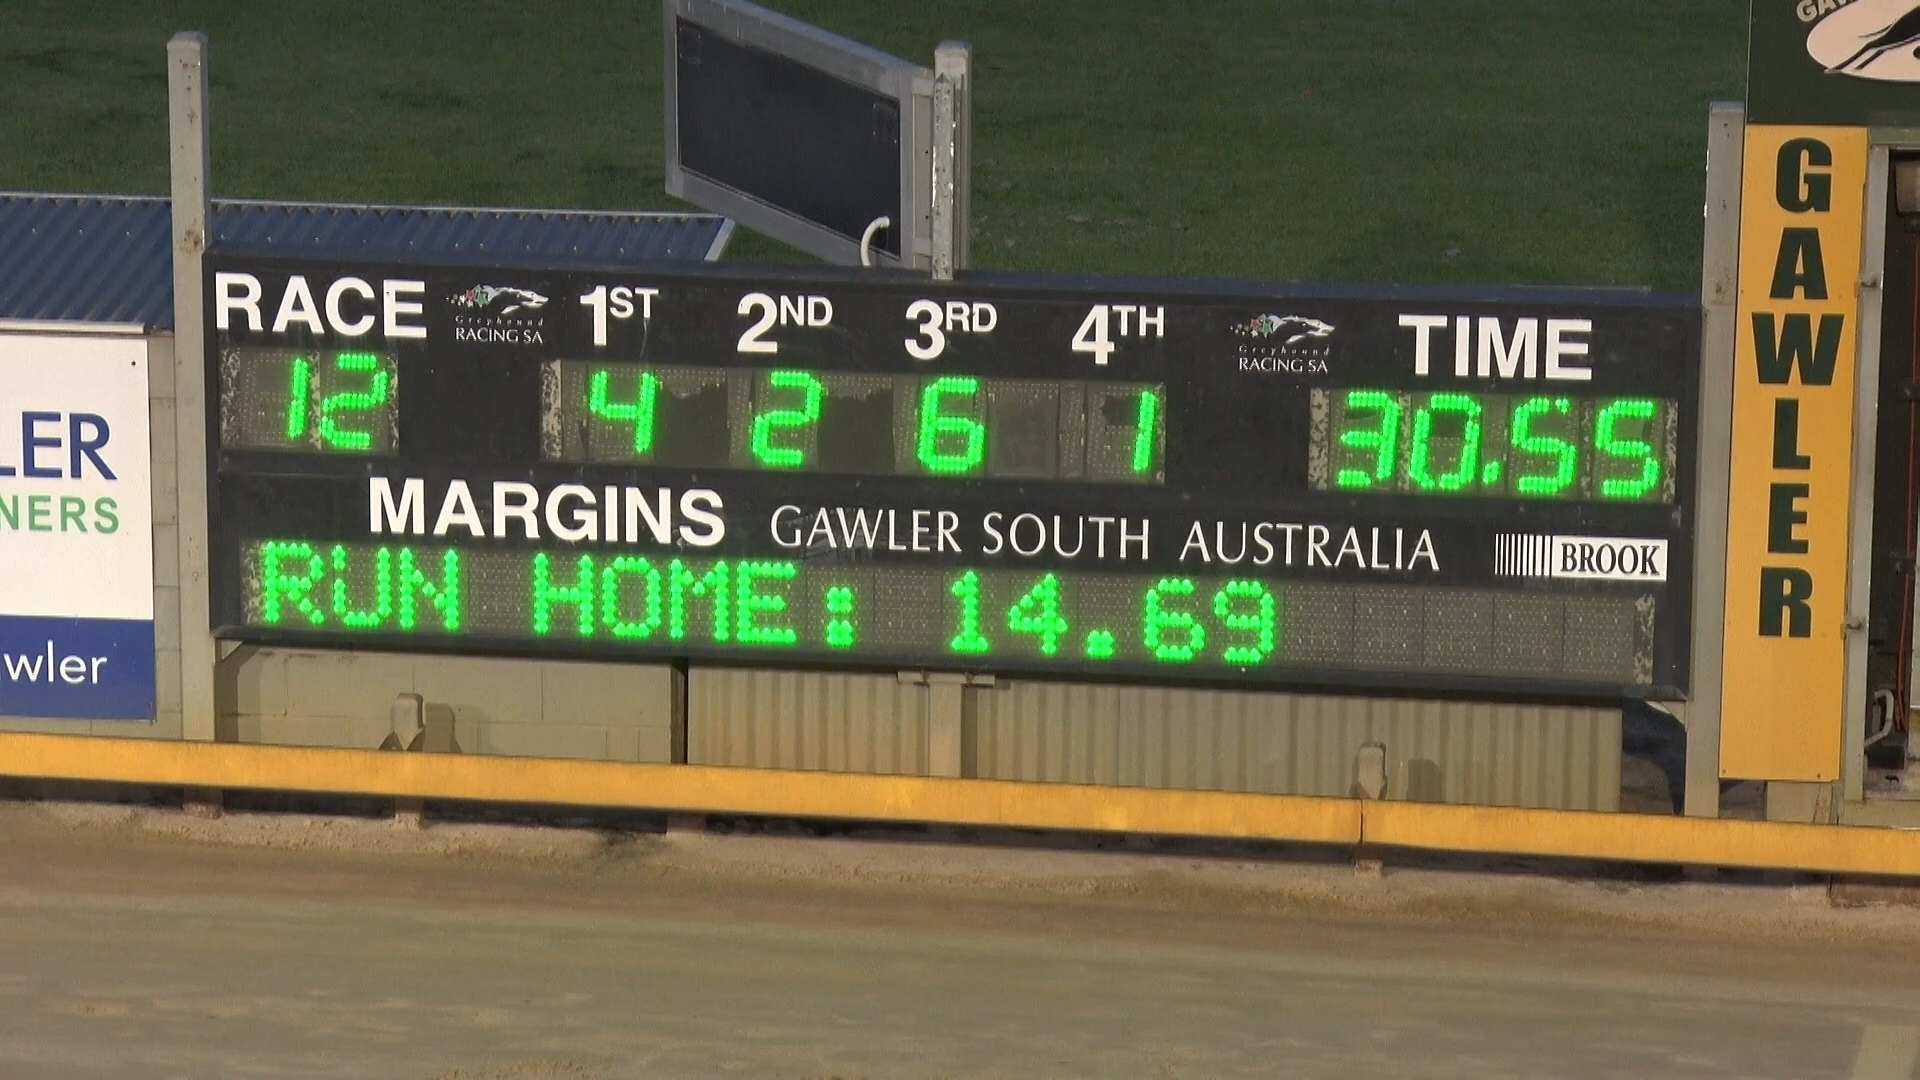 RACE 1ST 2ND 3RD 4TH TIME
Greyhound
RACING SA
Greyhound
RACING SA
12 4 2 6 1 30.55
MARGINS GAWLER SOUTH AUSTRALIA BROOK
RUN HOME: 14.69
LER
NERS
wler
GAWLER